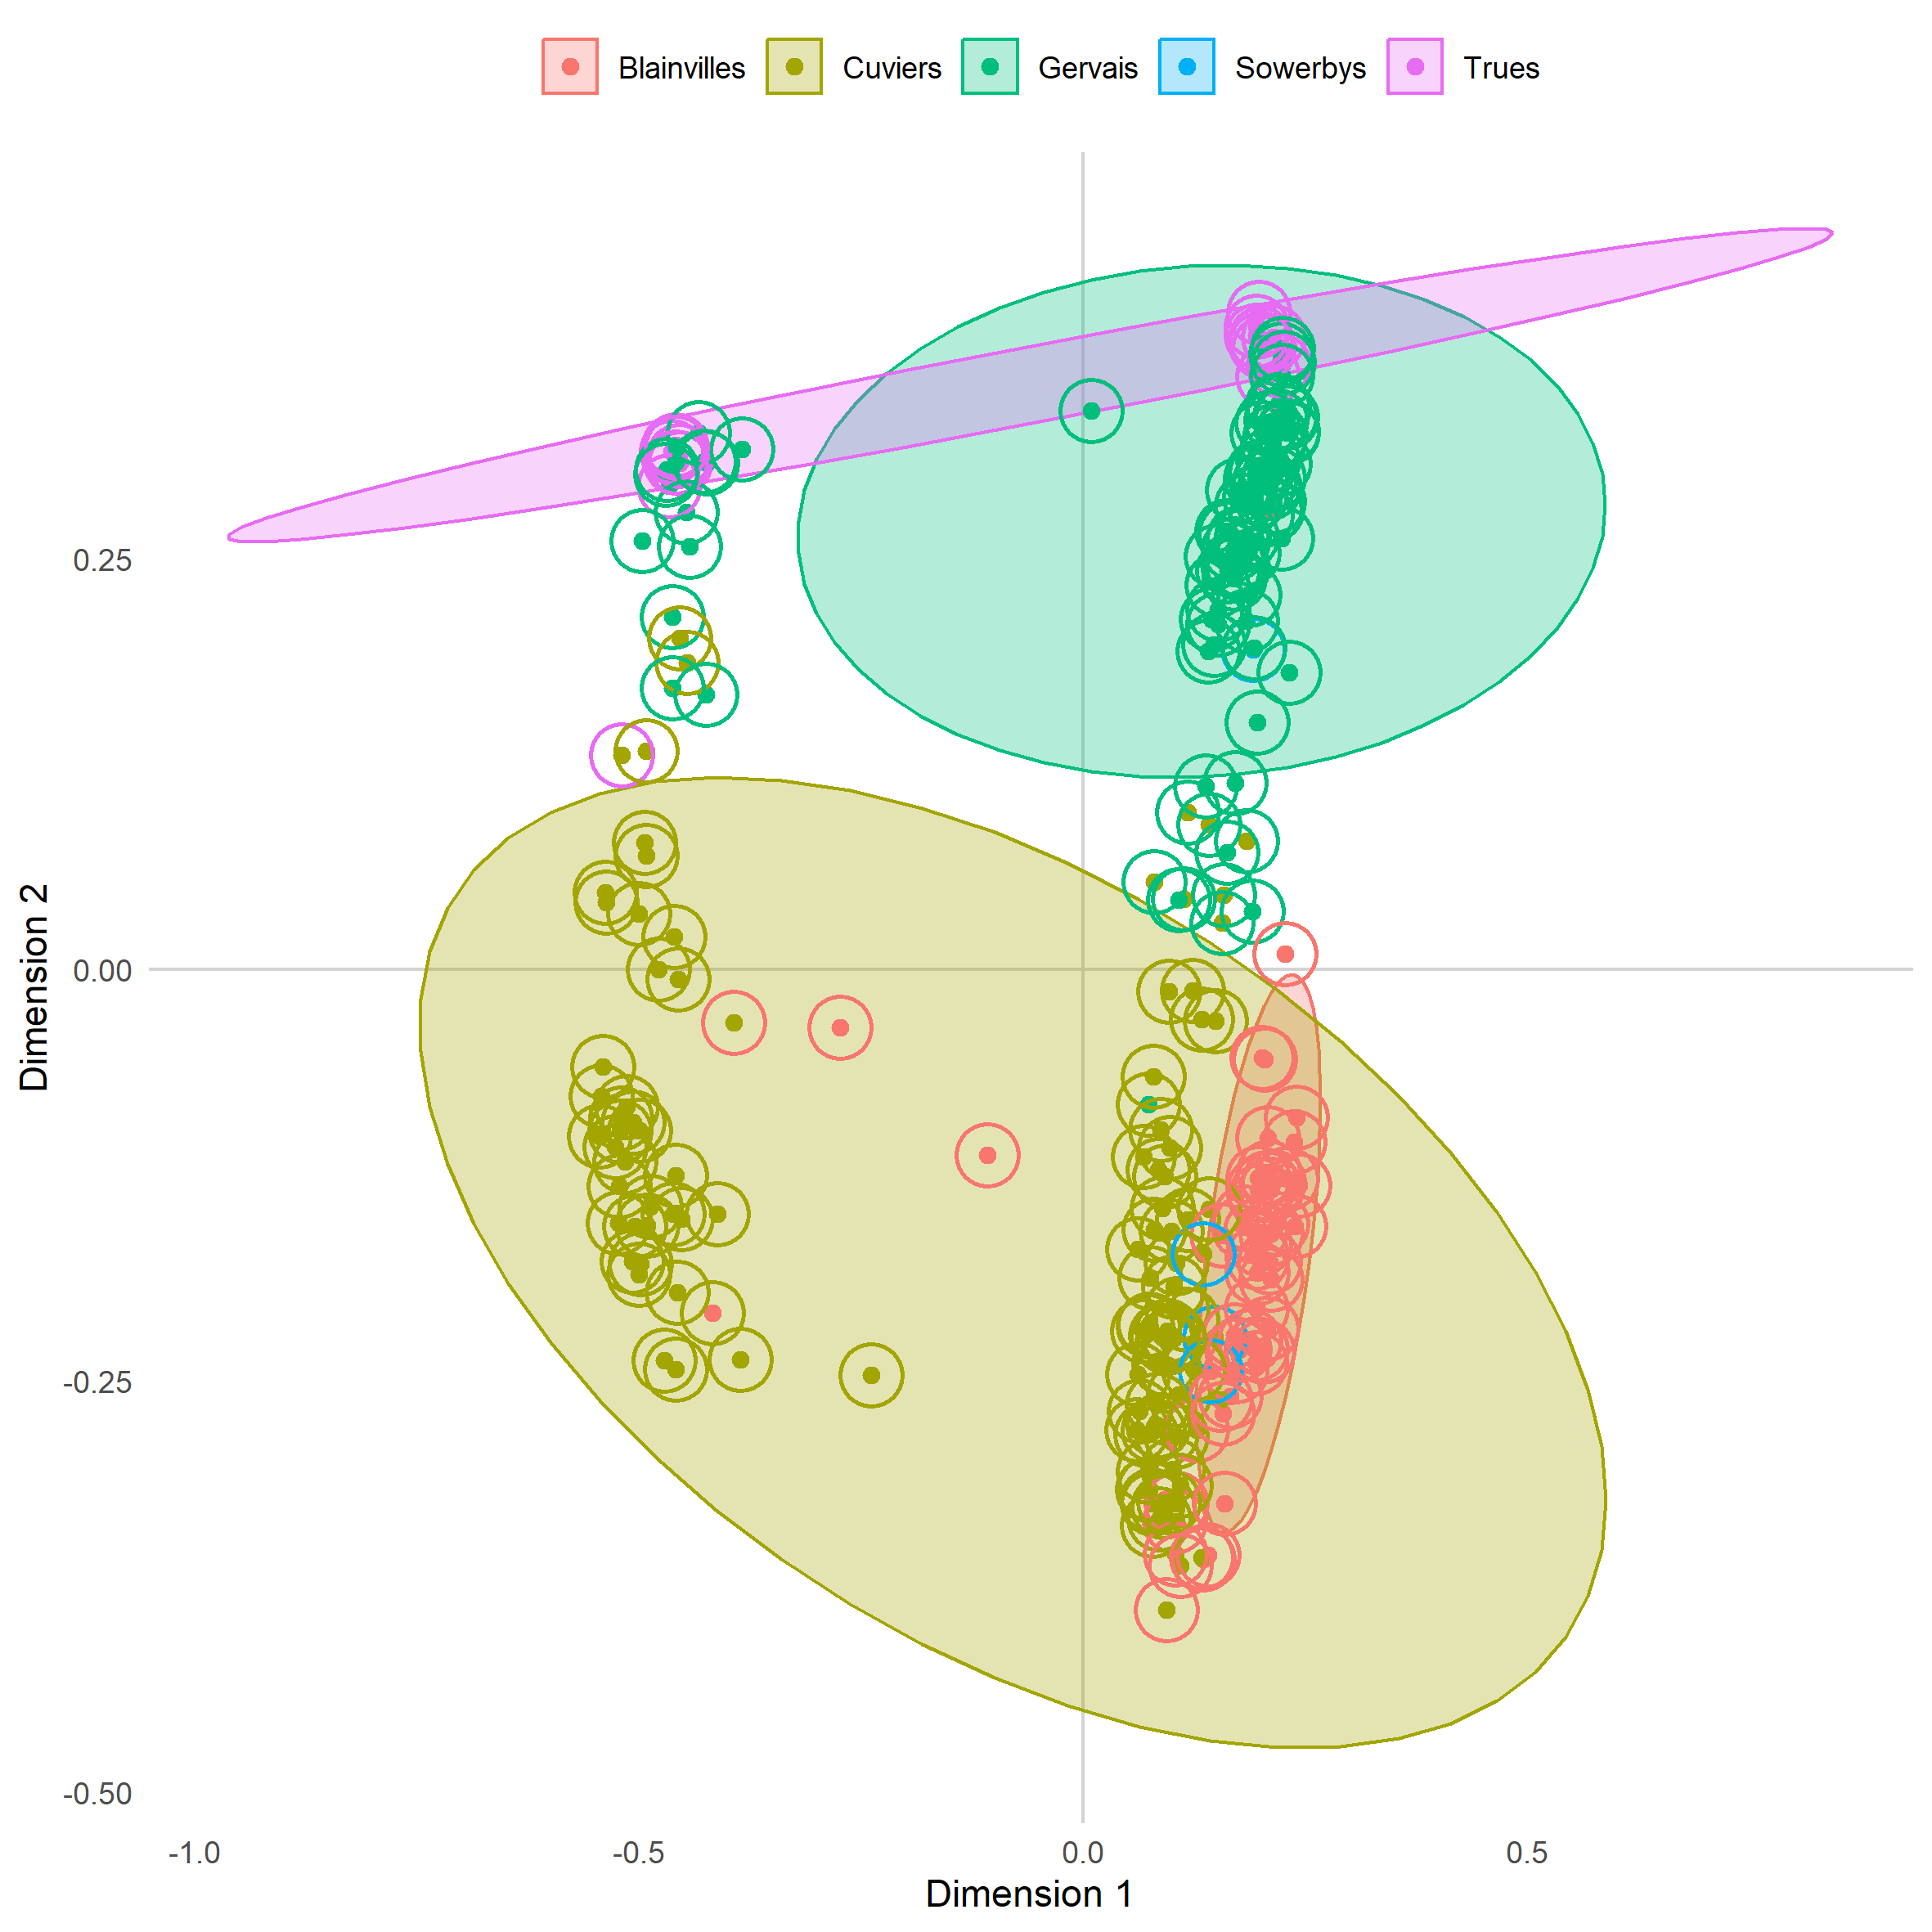 Blainvilles Cuviers Gervais Sowerbys Trues
0.25
0.00
-0.25
-0.50
Dimension 2
-1.0 -0.5 0.0 0.5
Dimension 1